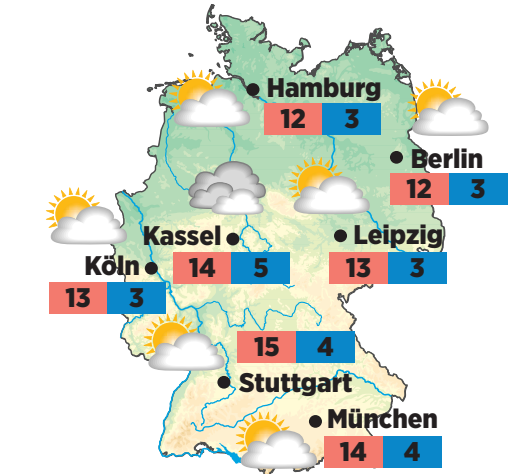 Hamburg
12 3
Berlin
12 3
Kassel
14 5
Leipzig
13 3
Köln
13 3
15 4
Stuttgart
München
14 4